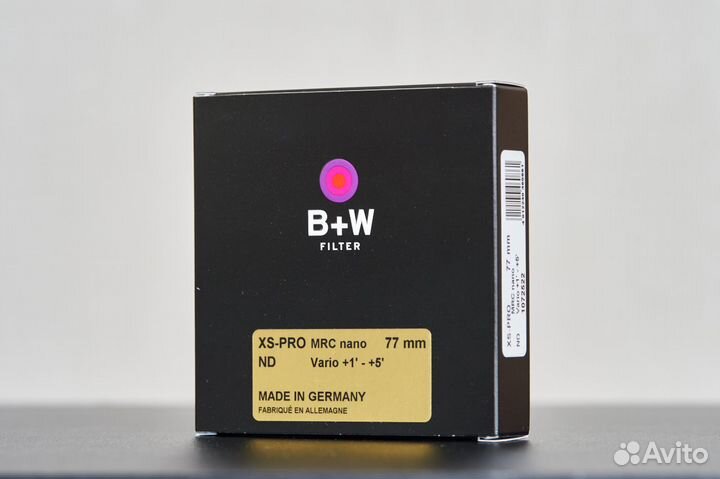 B+W
FILTER
XS-PRO MRC nano 77 mm
ND Vario +1' - +5'
MADE IN GERMANY
FABRIQUÉ EN ALLEMAGNE
XS-PRO 77 mm
MRC nano
ND Vario +1' - +5'
1072522
Avito